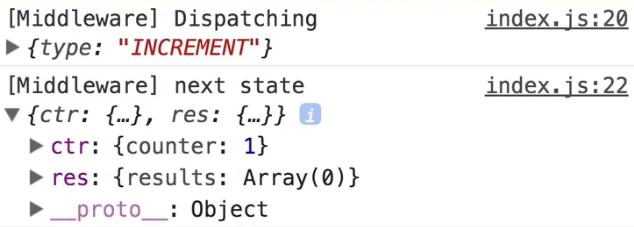 [Middleware] Dispatching index.js:20
▶{type: "INCREMENT"}
[Middleware] next state index.js:22
▼{ctr: {…}, res: {…}} i
▶ctr: {counter: 1}
▶res: {results: Array(0)}
▶__proto__: Object